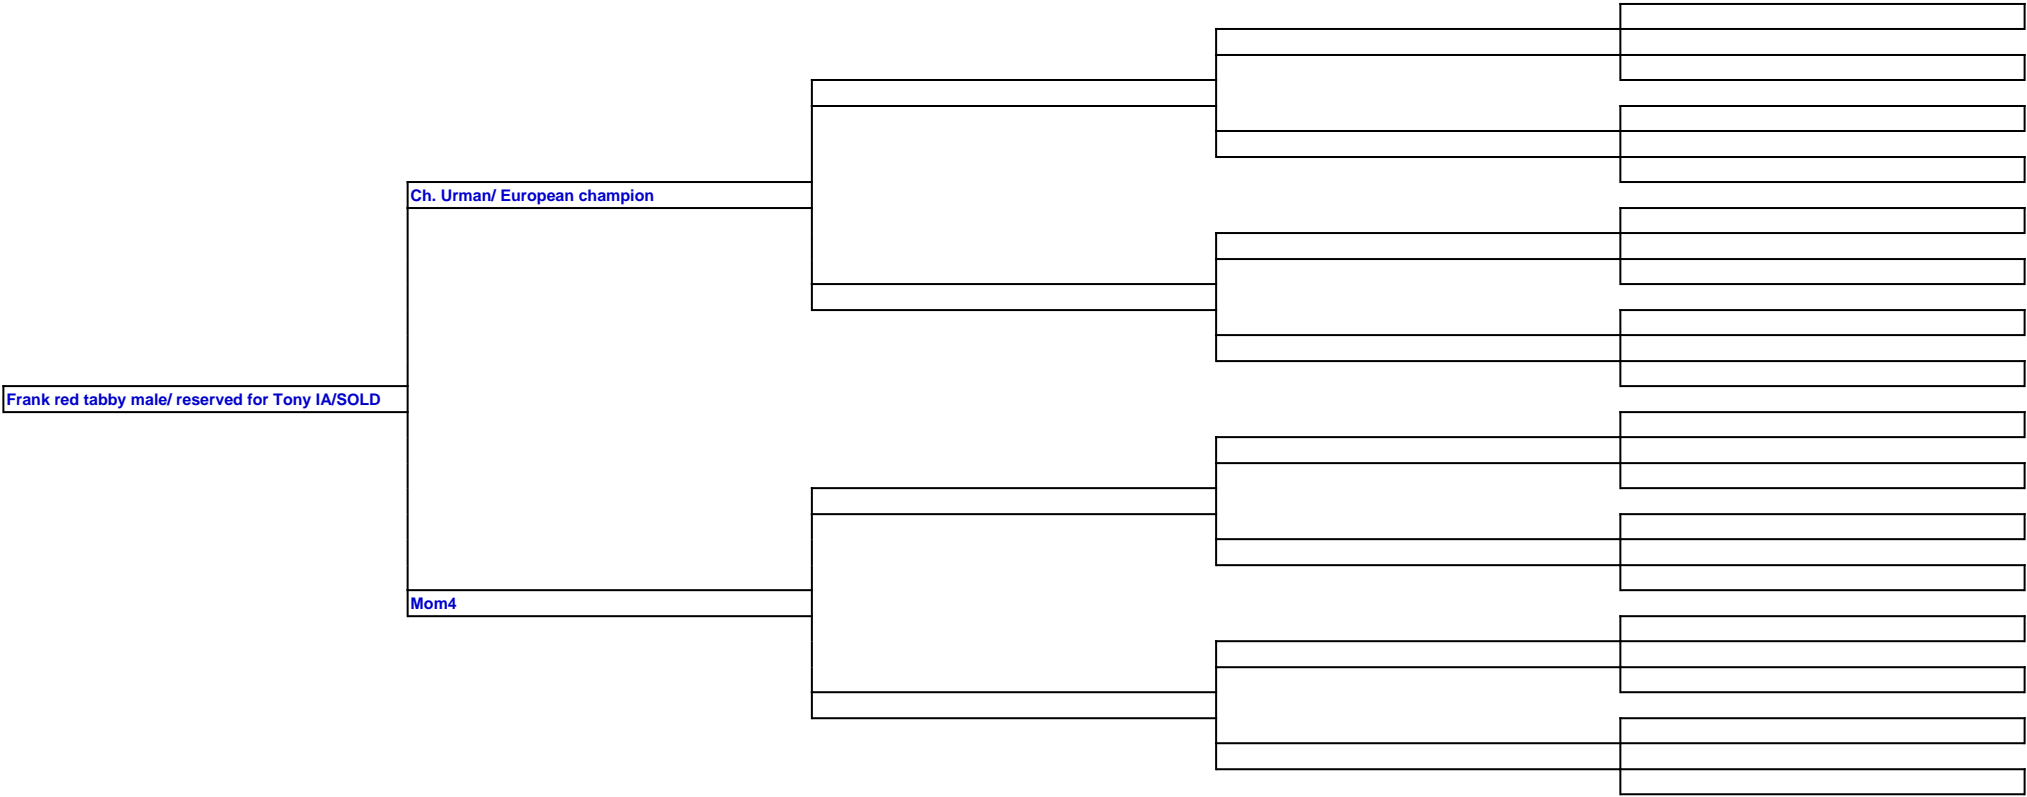 Ch. Urman/ European champion
Frank red tabby male/ reserved for Tony IA/SOLD
Mom4